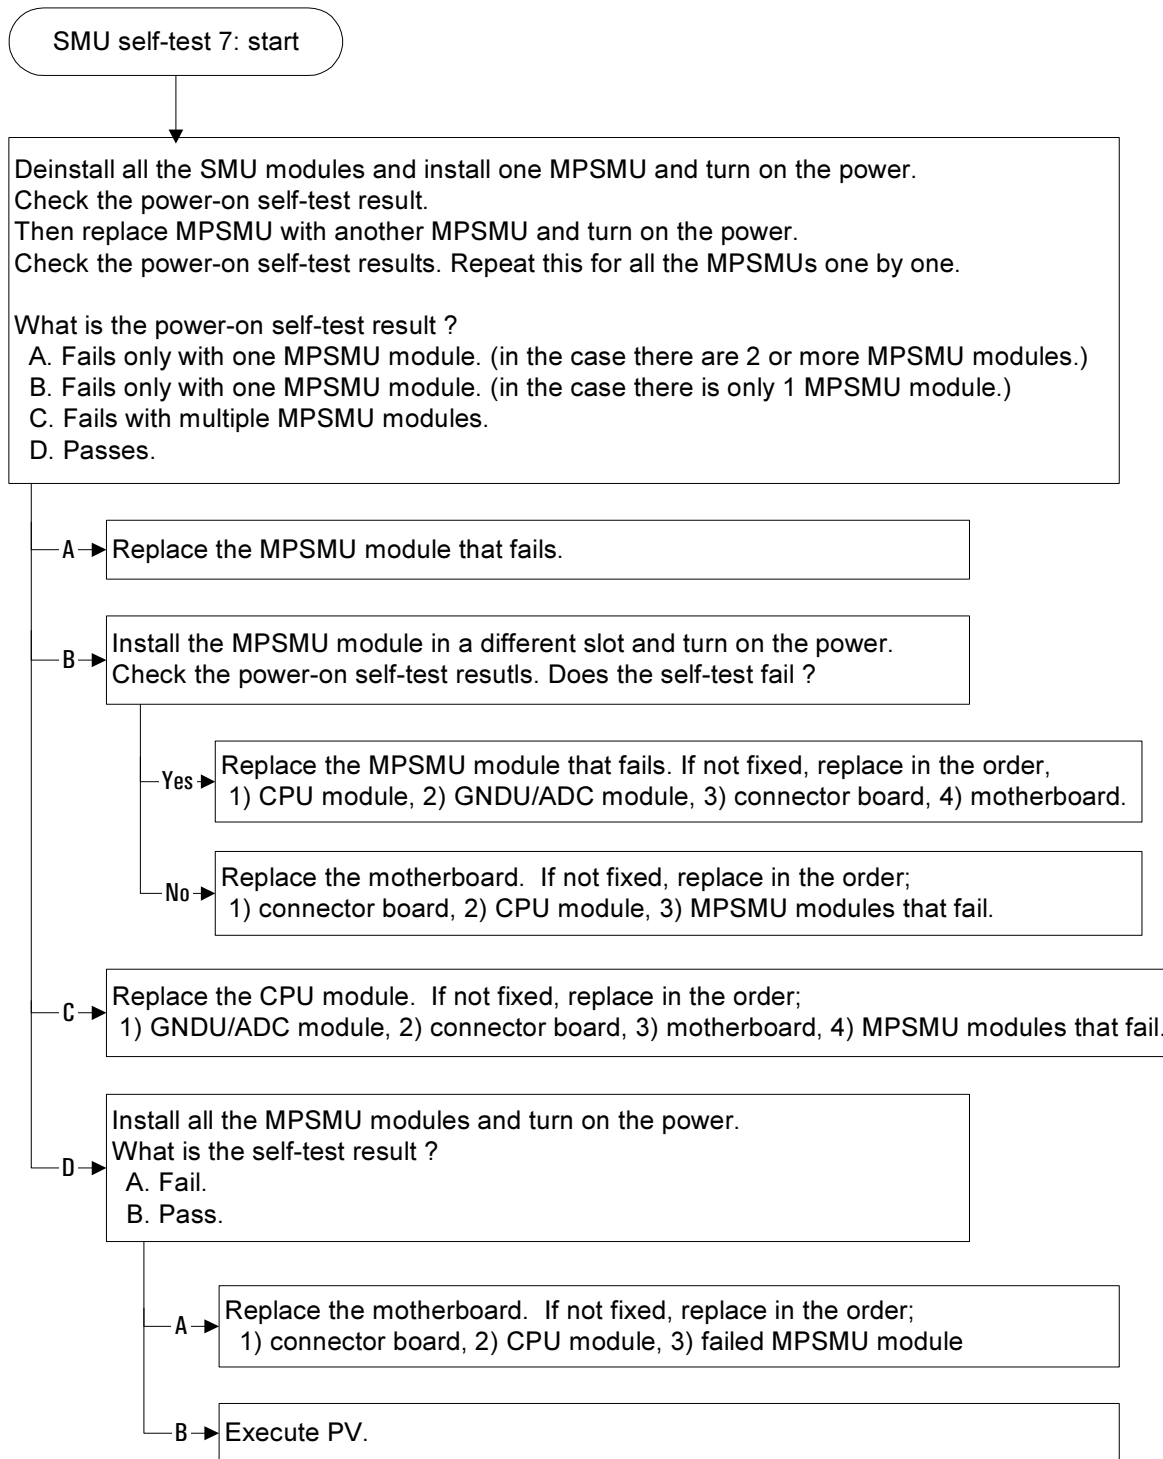 SMU self-test 7: start
Deinstall all the SMU modules and install one MPSMU and turn on the power.
Check the power-on self-test result.
Then replace MPSMU with another MPSMU and turn on the power.
Check the power-on self-test results. Repeat this for all the MPSMUs one by one.
What is the power-on self-test result ?
A. Fails only with one MPSMU module. (in the case there are 2 or more MPSMU modules.)
B. Fails only with one MPSMU module. (in the case there is only 1 MPSMU module.)
C. Fails with multiple MPSMU modules.
D. Passes.
A
Replace the MPSMU module that fails.
B
Install the MPSMU module in a different slot and turn on the power.
Check the power-on self-test resutls. Does the self-test fail ?
Yes
Replace the MPSMU module that fails. If not fixed, replace in the order,
1) CPU module, 2) GNDU/ADC module, 3) connector board, 4) motherboard.
No
Replace the motherboard.  If not fixed, replace in the order;
1) connector board, 2) CPU module, 3) MPSMU modules that fail.
C
Replace the CPU module.  If not fixed, replace in the order;
1) GNDU/ADC module, 2) connector board, 3) motherboard, 4) MPSMU modules that fail.
D
Install all the MPSMU modules and turn on the power.
What is the self-test result ?
A. Fail.
B. Pass.
A
Replace the motherboard.  If not fixed, replace in the order;
1) connector board, 2) CPU module, 3) failed MPSMU module
B
Execute PV.